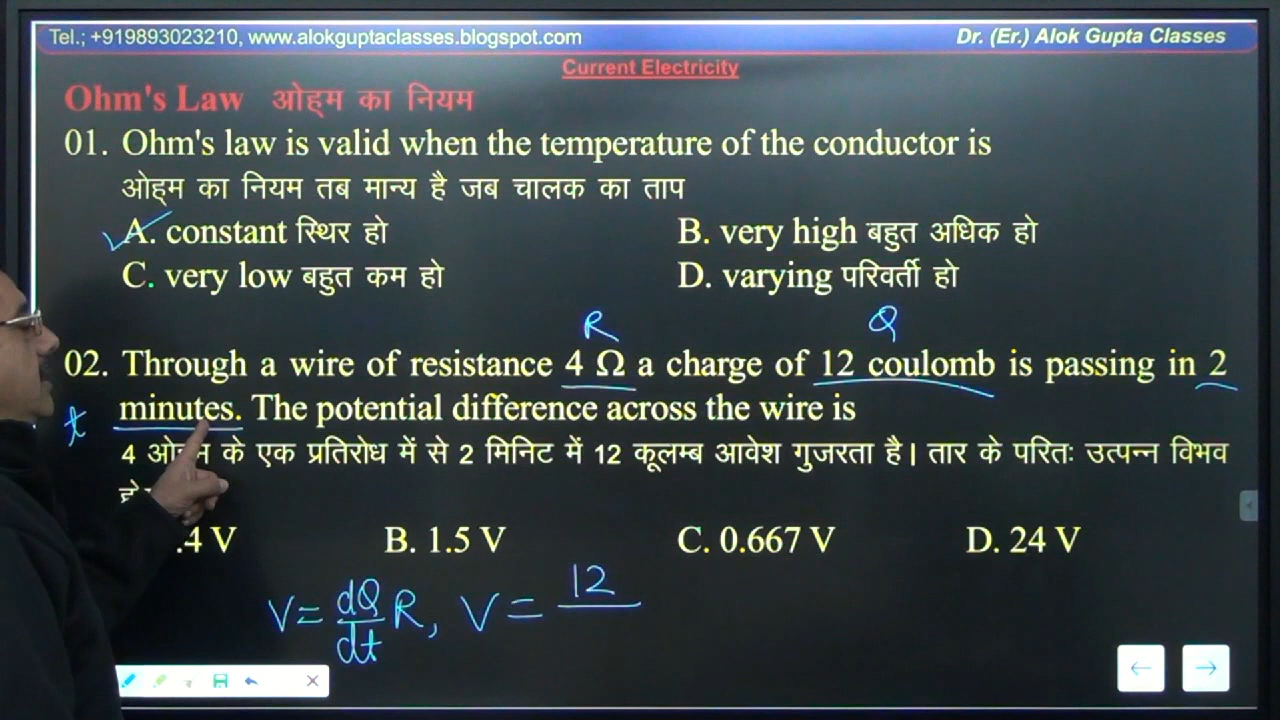 Tel.; +919893023210, www.alokguptaclasses.blogspot.com Dr. (Er.) Alok Gupta Classes
Current Electricity
Ohm's Law ओह्म का नियम
01. Ohm's law is valid when the temperature of the conductor is
ओह्म का नियम तब मान्य है जब चालक का ताप
A. constant स्थिर हो B. very high बहुत अधिक हो
C. very low बहुत कम हो D. varying परिवर्ती हो
R Q
02. Through a wire of resistance 4 Ω a charge of 12 coulomb is passing in 2
t minutes. The potential difference across the wire is
4 के एक प्रतिरोध में से 2 मिनिट में 12 कूलम्ब आवेश गुजरता है। तार के परितः उत्पन्न विभव
.4 V B. 1.5 V C. 0.667 V D. 24 V
V = dQ/dt R, V = 12